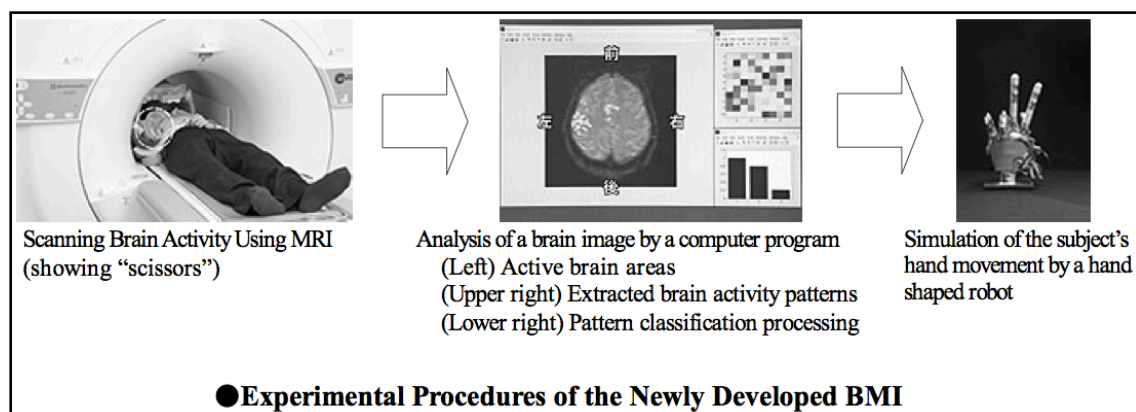 前
左
右
後
Scanning Brain Activity Using MRI
(showing “scissors”)
Analysis of a brain image by a computer program
(Left) Active brain areas
(Upper right) Extracted brain activity patterns
(Lower right) Pattern classification processing
Simulation of the subject’s
hand movement by a hand
shaped robot
●Experimental Procedures of the Newly Developed BMI